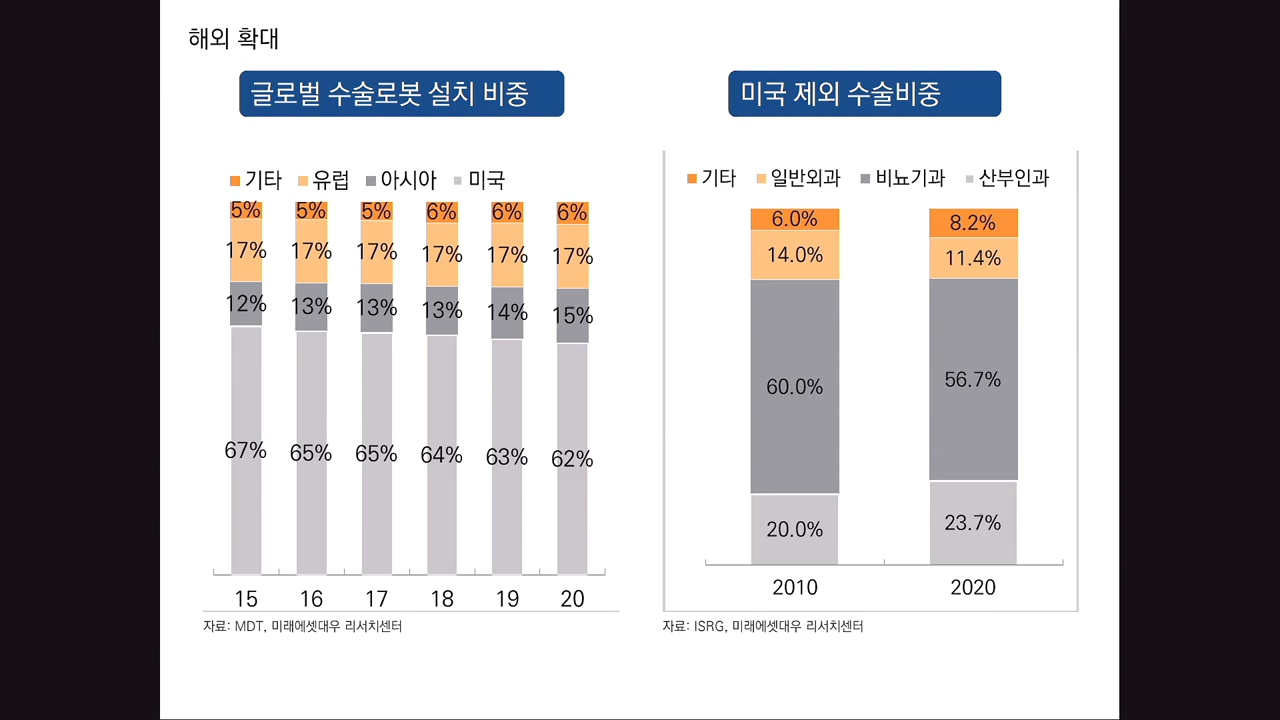 해외 확대
글로벌 수술로봇 설치 비중
기타 유럽 아시아 미국
5% 5% 5% 6% 6% 6%
17% 17% 17% 17% 17% 17%
12% 13% 13% 13% 14% 15%
67% 65% 65% 64% 63% 62%
15 16 17 18 19 20
자료: MDT, 미래에셋대우 리서치센터
미국 제외 수술비중
기타 일반외과 비뇨기과 산부인과
6.0% 8.2%
14.0% 11.4%
60.0% 56.7%
20.0% 23.7%
2010 2020
자료: ISRG, 미래에셋대우 리서치센터